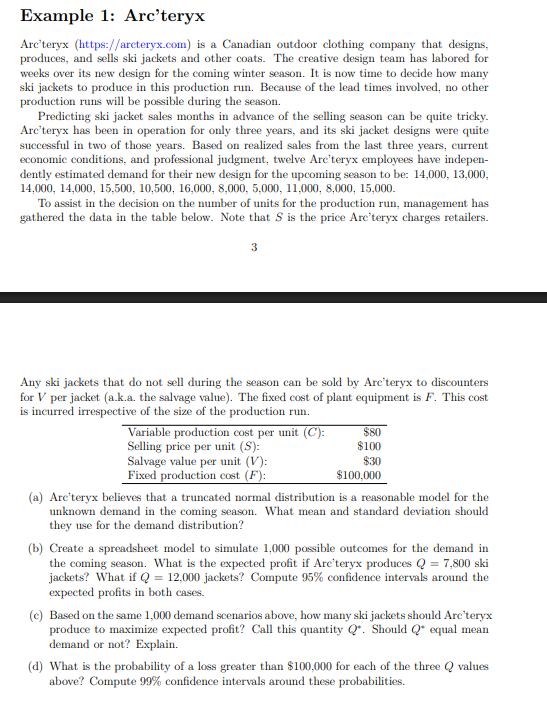 Example 1: Arc'teryx
Arc'teryx (https://arcteryx.com) is a Canadian outdoor clothing company that designs,
produces, and sells ski jackets and other coats. The creative design team has labored for
weeks over its new design for the coming winter season. It is now time to decide how many
ski jackets to produce in this production run. Because of the lead times involved, no other
production runs will be possible during the season.
Predicting ski jacket sales months in advance of the selling season can be quite tricky.
Arc'teryx has been in operation for only three years, and its ski jacket designs were quite
successful in two of those years. Based on realized sales from the last three years, current
economic conditions, and professional judgment, twelve Arc'teryx employees have indepen-
dently estimated demand for their new design for the upcoming season to be: 14,000, 13,000,
14,000, 14,000, 15,500, 10,500, 16,000, 8,000, 5,000, 11,000, 8,000, 15,000.
To assist in the decision on the number of units for the production run, management has
gathered the data in the table below. Note that S is the price Arc'teryx charges retailers.
3
Any ski jackets that do not sell during the season can be sold by Arc'teryx to discounters
for V per jacket (a.k.a. the salvage value). The fixed cost of plant equipment is F. This cost
is incurred irrespective of the size of the production run.
Variable production cost per unit (C): $80
Selling price per unit (S): $100
Salvage value per unit (V): $30
Fixed production cost (F): $100,000
(a) Arc'teryx believes that a truncated normal distribution is a reasonable model for the
unknown demand in the coming season. What mean and standard deviation should
they use for the demand distribution?
(b) Create a spreadsheet model to simulate 1,000 possible outcomes for the demand in
the coming season. What is the expected profit if Arc'teryx produces Q = 7,800 ski
jackets? What if Q = 12,000 jackets? Compute 95% confidence intervals around the
expected profits in both cases.
(c) Based on the same 1,000 demand scenarios above, how many ski jackets should Arc'teryx
produce to maximize expected profit? Call this quantity Q*. Should Q* equal mean
demand or not? Explain.
(d) What is the probability of a loss greater than $100,000 for each of the three Q values
above? Compute 99% confidence intervals around these probabilities.